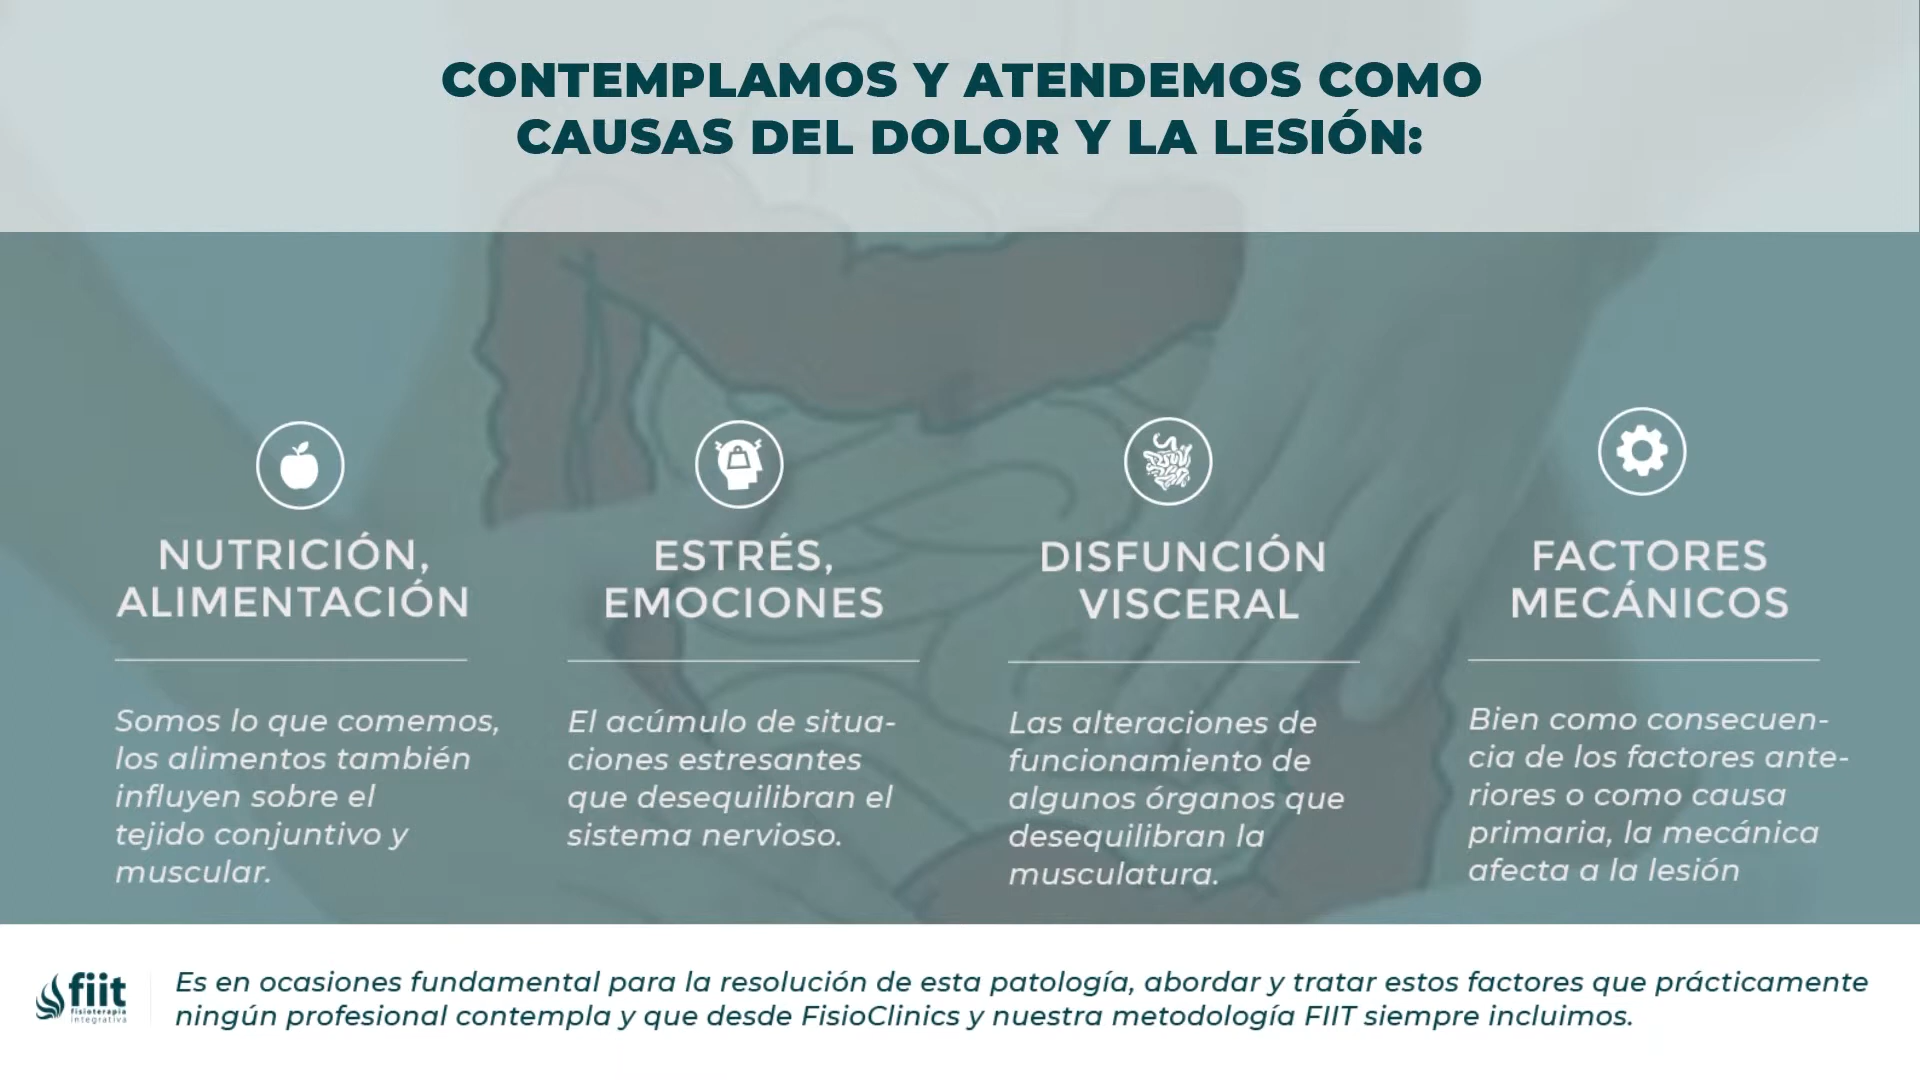 CONTEMPLAMOS Y ATENDEMOS COMO
CAUSAS DEL DOLOR Y LA LESIÓN:
NUTRICIÓN,
ALIMENTACIÓN
Somos lo que comemos,
los alimentos también
influyen sobre el
tejido conjuntivo y
muscular.
ESTRÉS,
EMOCIONES
El acúmulo de situa-
ciones estresantes
que desequilibran el
sistema nervioso.
DISFUNCIÓN
VISCERAL
Las alteraciones de
funcionamiento de
algunos órganos que
desequilibran la
musculatura.
FACTORES
MECÁNICOS
Bien como consecuen-
cia de los factores ante-
riores o como causa
primaria, la mecánica
afecta a la lesión
fiit
fisioterapia
integrativa
Es en ocasiones fundamental para la resolución de esta patología, abordar y tratar estos factores que prácticamente
ningún profesional contempla y que desde FisioClinics y nuestra metodología FIIT siempre incluimos.